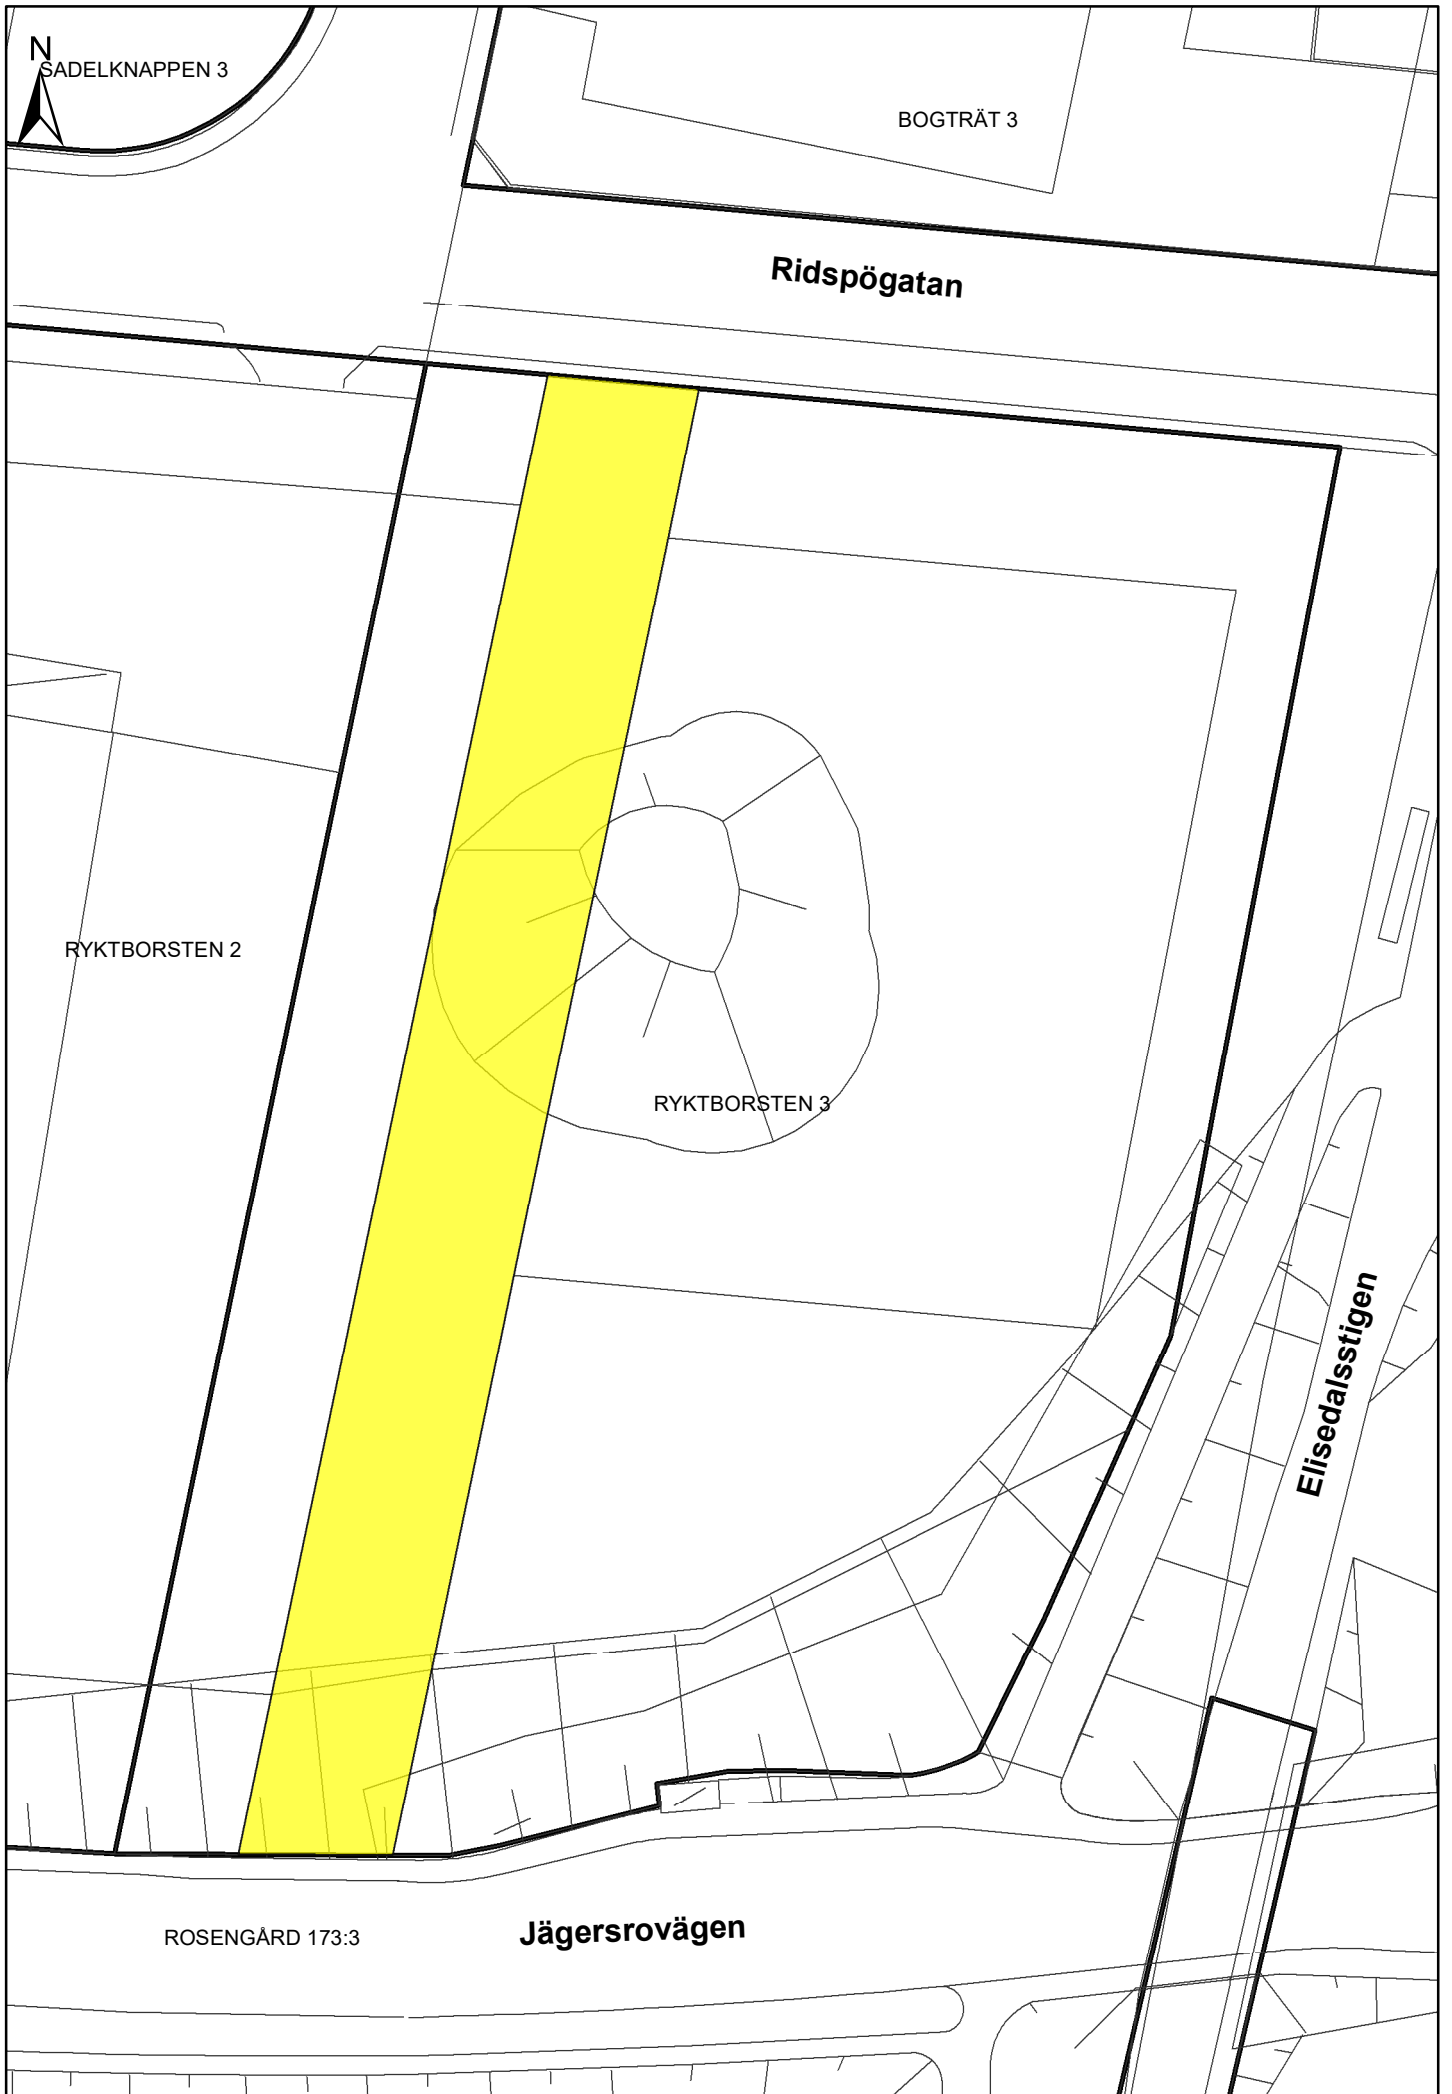 N
SADELKNAPPEN 3
BOGTRÄT 3
Ridspögatan
RYKTBORSTEN 2
RYKTBORSTEN 3
Elisedalsstigen
ROSENGÅRD 173:3
Jägersrovägen